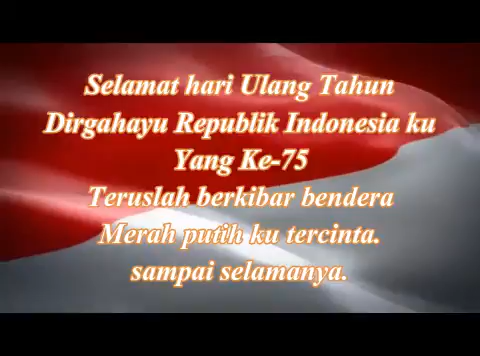 Selamat hari Ulang Tahun
Dirgahayu Republik Indonesia ku
Yang Ke-75
Teruslah berkibar bendera
Merah putih ku tercinta.
sampai selamanya.